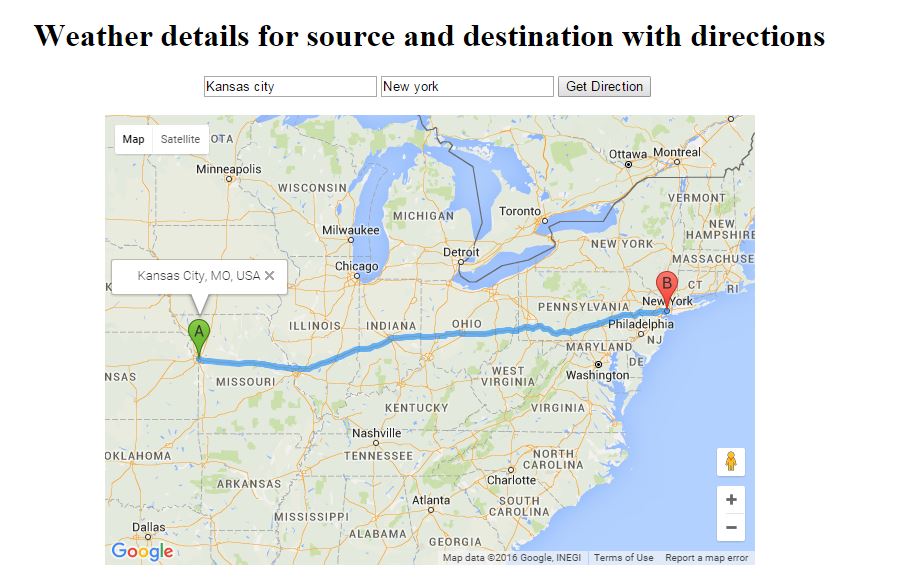 Weather details for source and destination with directions
Kansas city New york Get Direction
Map Satellite OTA
Minneapolis
Ottawa Montreal
WISCONSIN
VERMONT
MICHIGAN
Toronto
NEW
HAMPSHIRE
Milwaukee
NEW YORK
Detroit
MASSACHUSE
Chicago
Kansas City, MO, USA
K
B
CT RI
PENNSYLVANIA New York
ILLINOIS INDIANA OHIO
Philadelphia
A
NJ
MARYLAND
DE
WEST
VIRGINIA
Washington
NSAS
MISSOURI
KENTUCKY
VIRGINIA
Nashville
TENNESSEE
OKLAHOMA
NORTH
CAROLINA
Charlotte
ARKANSAS
Atlanta
SOUTH
CAROLINA
MISSISSIPPI
Dallas
ALABAMA
GEORGIA
Google
Map data ©2016 Google, INEGI Terms of Use Report a map error